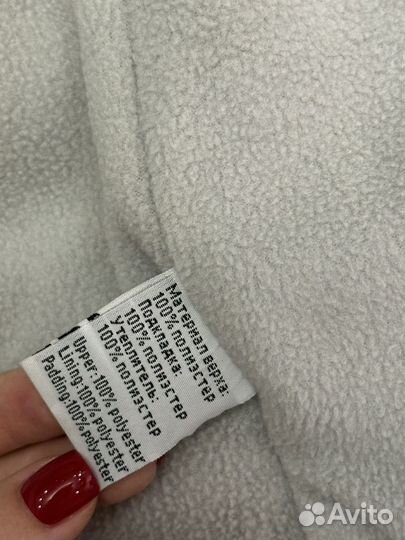 Материал верха:
100% полиэстер
Подкладка:
100% полиэстер
Утеплитель:
100% полиэстер
Upper:100% polyester
Lining:100% polyester
Padding:100% polyester
Avito